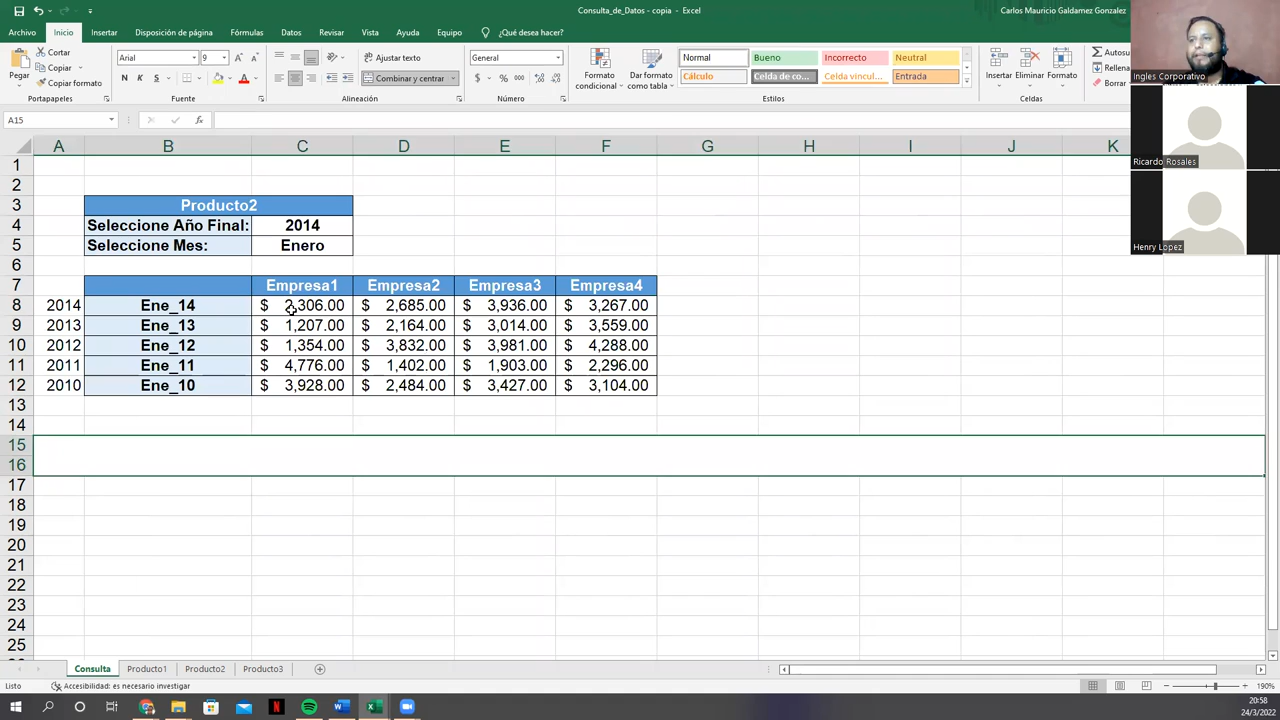 Consulta_de_Datos - copia - Excel
Carlos Mauricio Galdamez Gonzalez
Archivo Inicio Insertar Disposición de página Fórmulas Datos Revisar Vista Ayuda Equipo ¿Qué desea hacer?
Pegar
Cortar
Copiar
Copiar formato
Portapapeles
Arial 9
N K S
Fuente
Ajustar texto
Combinar y centrar
Alineación
General
$ % 000
Número
Formato condicional
Dar formato como tabla
Normal Bueno Incorrecto Neutral
Cálculo Celda de co... Celda vincul... Entrada
Estilos
Insertar Eliminar Formato
Celdas
Autosu
Rellena
Borrar
Ingles Corporativo
Ricardo Rosales
Henry Lopez
A15
fx
A B C D E F G H I J K
1
2
3 Producto2
4 Seleccione Año Final: 2014
5 Seleccione Mes: Enero
6
7 Empresa1 Empresa2 Empresa3 Empresa4
8 2014 Ene_14 $ 2,306.00 $ 2,685.00 $ 3,936.00 $ 3,267.00
9 2013 Ene_13 $ 1,207.00 $ 2,164.00 $ 3,014.00 $ 3,559.00
10 2012 Ene_12 $ 1,354.00 $ 3,832.00 $ 3,981.00 $ 4,288.00
11 2011 Ene_11 $ 4,776.00 $ 1,402.00 $ 1,903.00 $ 2,296.00
12 2010 Ene_10 $ 3,928.00 $ 2,484.00 $ 3,427.00 $ 3,104.00
13
14
15
16
17
18
19
20
21
22
23
24
25
Consulta Producto1 Producto2 Producto3
Listo Accesibilidad: es necesario investigar 190%
20:58
24/3/2022